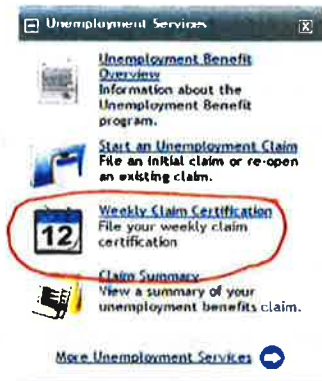 Unemployment Services
Unemployment Benefit
Overview
Information about the
Unemployment Benefit
program.
Start an Unemployment Claim
File an initial claim or re-open
an existing claim.
Weekly Claim Certification
File your weekly claim
certification
12
Claim Summary
View a summary of your
unemployment benefits claim.
More Unemployment Services